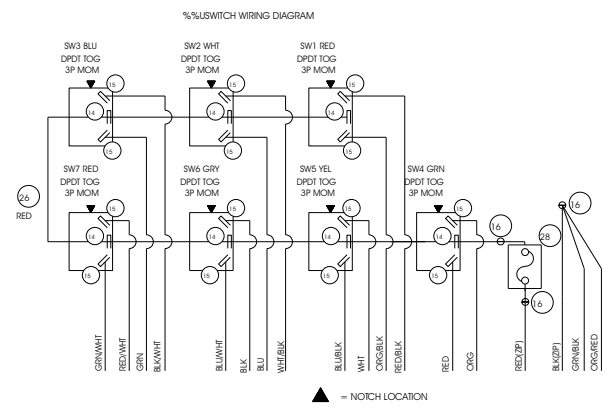 %%USWITCH WIRING DIAGRAM
SW3 BLU
DPDT TOG
3P MOM
SW2 WHT
DPDT TOG
3P MOM
SW1 RED
DPDT TOG
3P MOM
15
15
15
14
14
14
15
15
15
SW7 RED
DPDT TOG
3P MOM
SW6 GRY
DPDT TOG
3P MOM
SW5 YEL
DPDT TOG
3P MOM
SW4 GRN
DPDT TOG
3P MOM
26
RED
15
15
15
15
16
14
14
14
14
16
28
15
15
15
15
16
GRN/WHT
RED/WHT
GRN
BLK/WHT
BLU/WHT
BLK
BLU
WHT/BLK
BLU/BLK
WHT
ORG/BLK
RED/BLK
RED
ORG
RED(ZIP)
BLK(ZIP)
GRN/BLK
ORG/RED
= NOTCH LOCATION